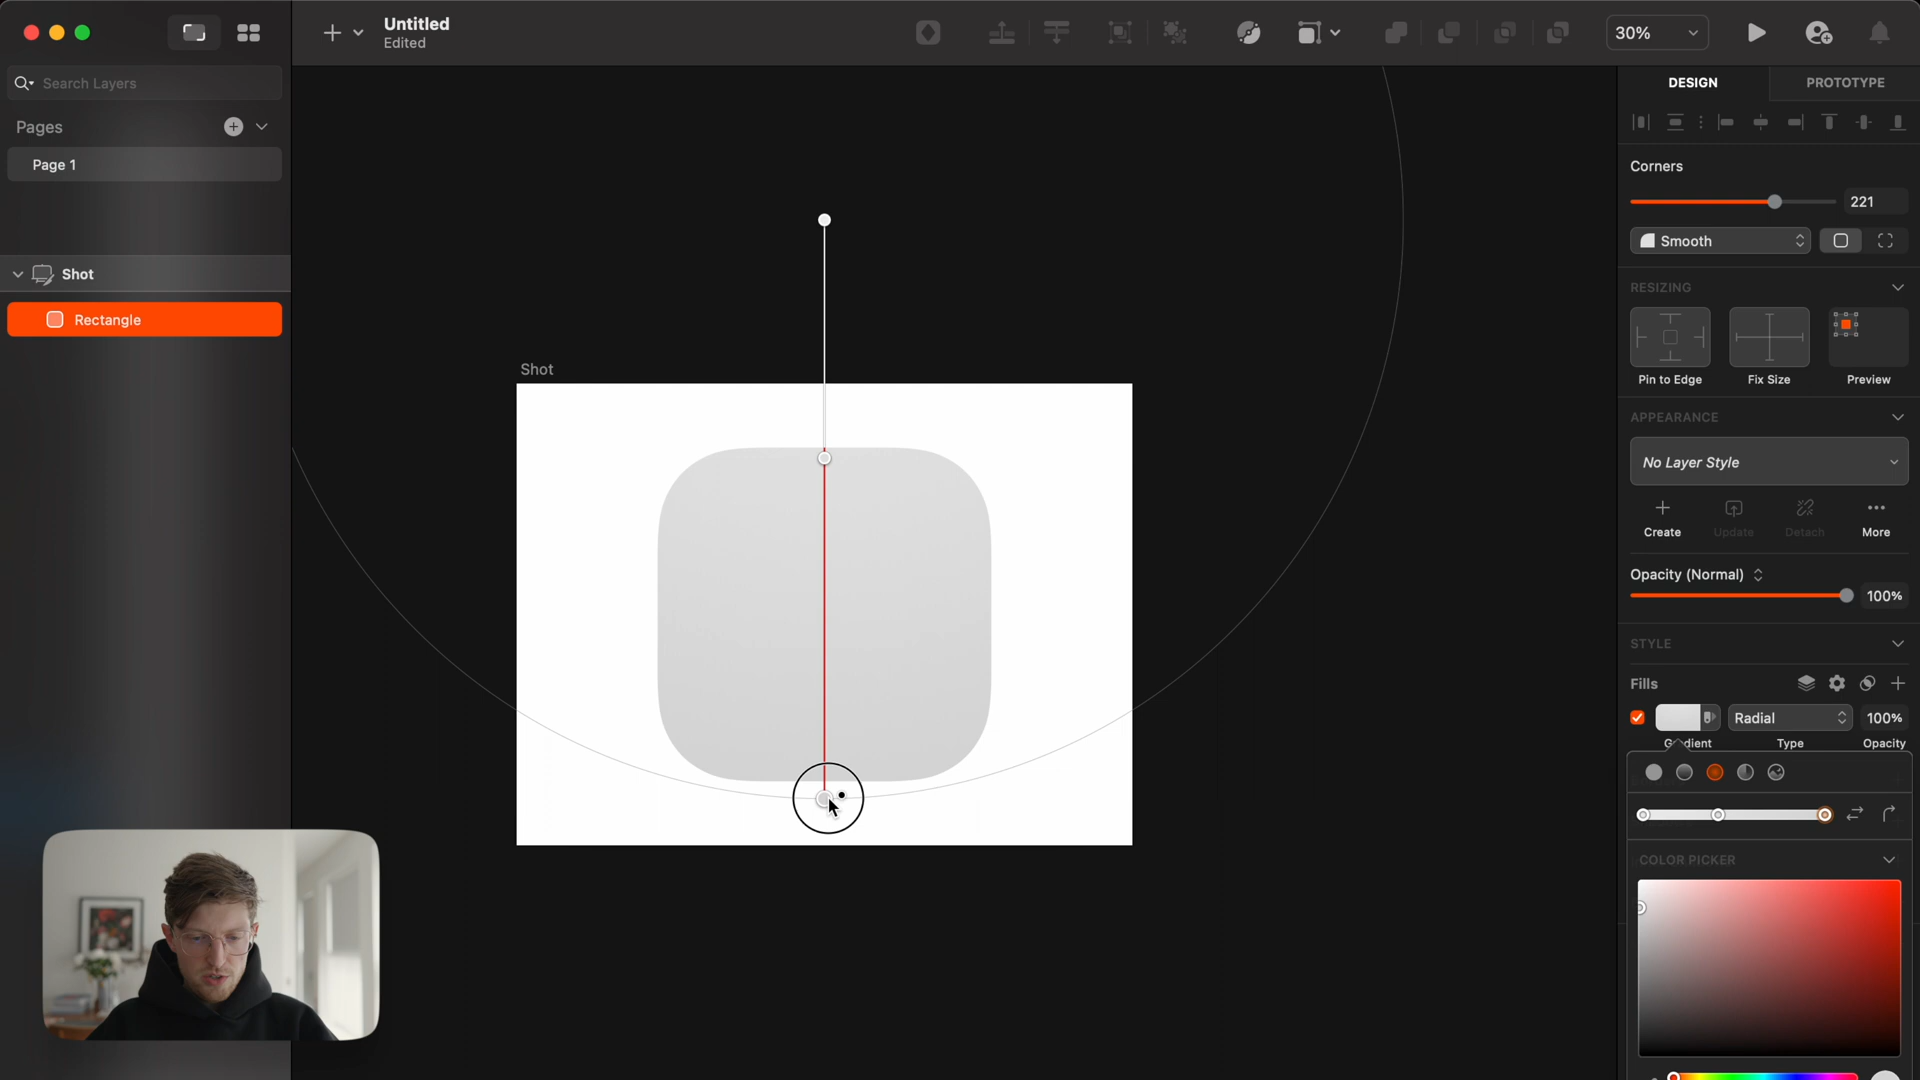 Untitled
Edited
30%
Search Layers
DESIGN
PROTOTYPE
Pages
Page 1
Shot
Rectangle
Shot
Corners
221
Smooth
RESIZING
Pin to Edge
Fix Size
Preview
APPEARANCE
No Layer Style
Create
Update
Detach
More
Opacity (Normal)
100%
STYLE
Fills
Radial
100%
Type
Opacity
COLOR PICKER